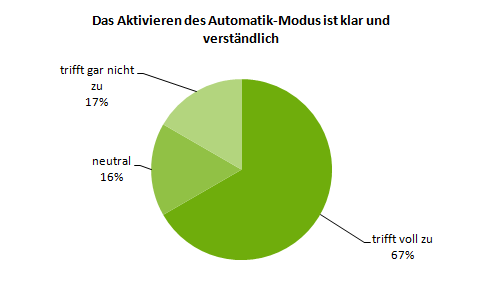 Das Aktivieren des Automatik-Modus ist klar und
verständlich
trifft gar nicht
zu
17%
neutral
16%
trifft voll zu
67%